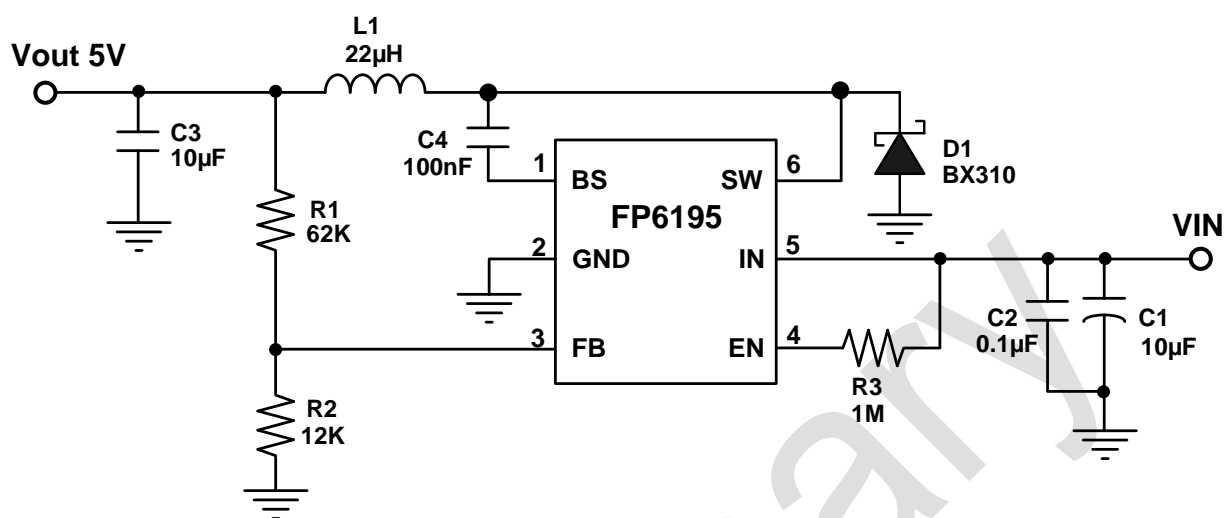 L1
22µH
Vout 5V
C3
10µF
C4
100nF
D1
BX310
1
BS
SW
6
FP6195
R1
62K
VIN
2
GND
IN
5
C2
0.1µF
C1
10µF
3
FB
EN
4
R3
1M
R2
12K
ary